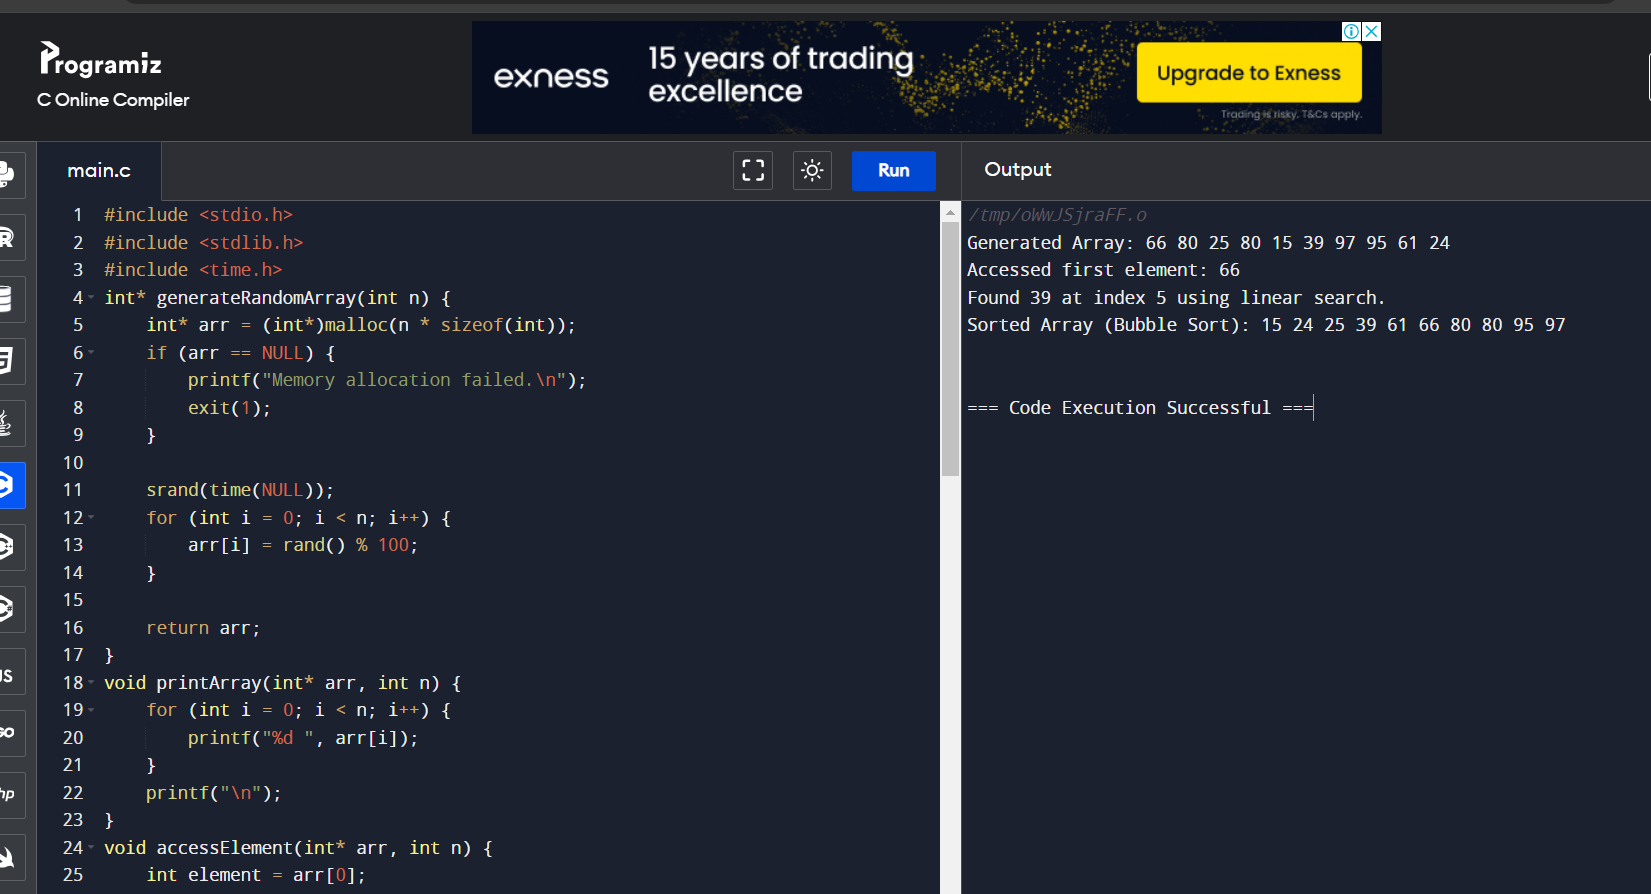 Programiz
C Online Compiler
exness
15 years of trading
excellence
Upgrade to Exness
Trading is risky. T&Cs apply.
main.c
Run
Output
1 #include <stdio.h>
2 #include <stdlib.h>
3 #include <time.h>
4 int* generateRandomArray(int n) {
5     int* arr = (int*)malloc(n * sizeof(int));
6     if (arr == NULL) {
7         printf("Memory allocation failed.\n");
8         exit(1);
9     }
10
11     srand(time(NULL));
12     for (int i = 0; i < n; i++) {
13         arr[i] = rand() % 100;
14     }
15
16     return arr;
17 }
18 void printArray(int* arr, int n) {
19     for (int i = 0; i < n; i++) {
20         printf("%d ", arr[i]);
21     }
22     printf("\n");
23 }
24 void accessElement(int* arr, int n) {
25     int element = arr[0];
/tmp/oWwJSjraFF.o
Generated Array: 66 80 25 80 15 39 97 95 61 24
Accessed first element: 66
Found 39 at index 5 using linear search.
Sorted Array (Bubble Sort): 15 24 25 39 61 66 80 80 95 97
=== Code Execution Successful ===